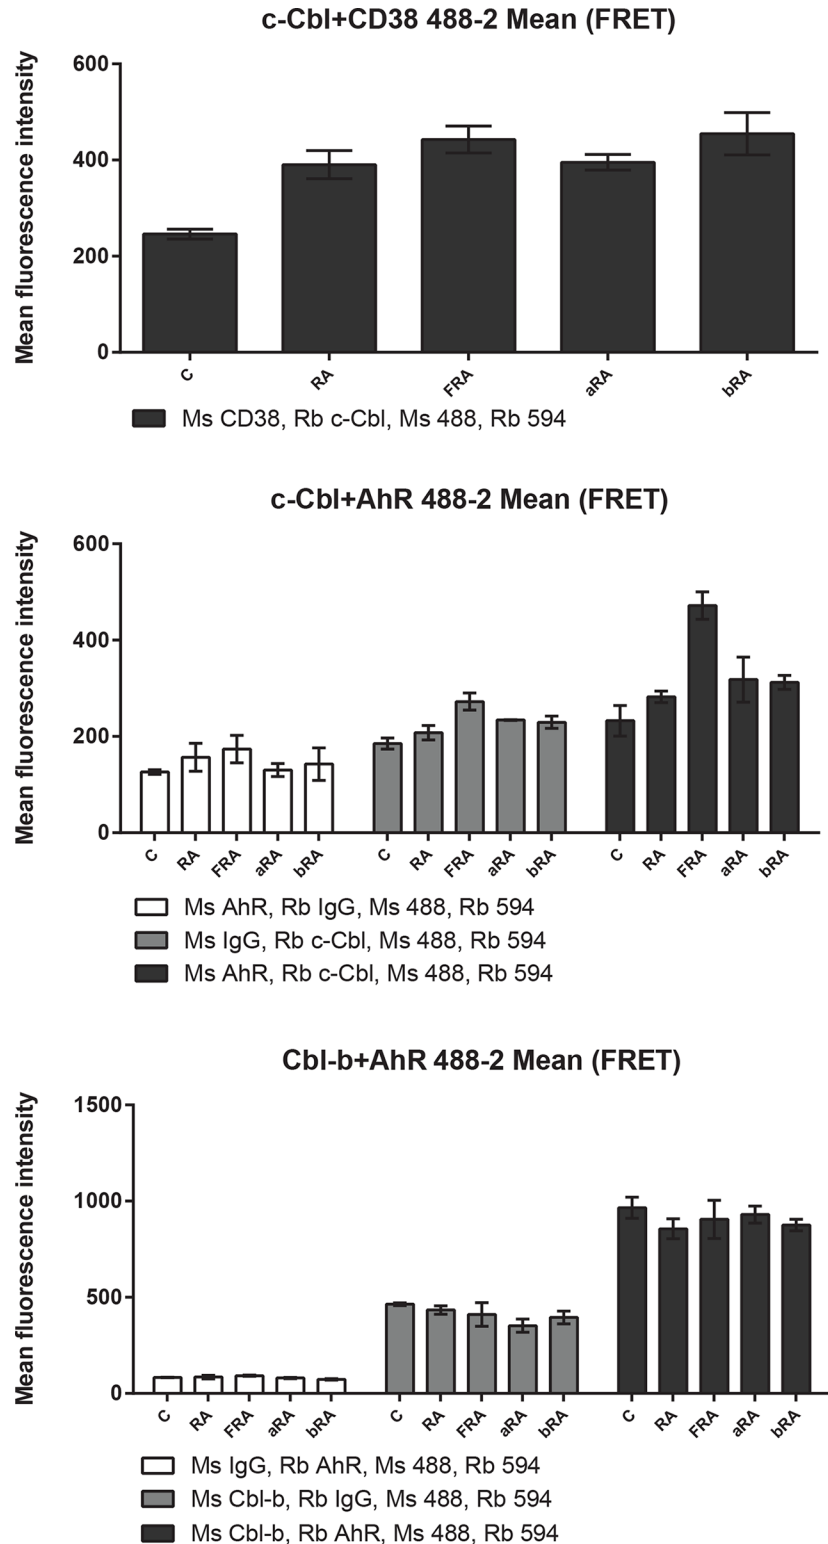 c-Cbl+CD38 488-2 Mean (FRET)
Mean fluorescence intensity
600
400
200
0
C RA FRA aRA bRA
Ms CD38, Rb c-Cbl, Ms 488, Rb 594
c-Cbl+AhR 488-2 Mean (FRET)
Mean fluorescence intensity
600
400
200
0
C RA FRA aRA bRA C RA FRA aRA bRA C RA FRA aRA bRA
Ms AhR, Rb IgG, Ms 488, Rb 594
Ms IgG, Rb c-Cbl, Ms 488, Rb 594
Ms AhR, Rb c-Cbl, Ms 488, Rb 594
Cbl-b+AhR 488-2 Mean (FRET)
Mean fluorescence intensity
1500
1000
500
0
C RA FRA aRA bRA C RA FRA aRA bRA C RA FRA aRA bRA
Ms IgG, Rb AhR, Ms 488, Rb 594
Ms Cbl-b, Rb IgG, Ms 488, Rb 594
Ms Cbl-b, Rb AhR, Ms 488, Rb 594